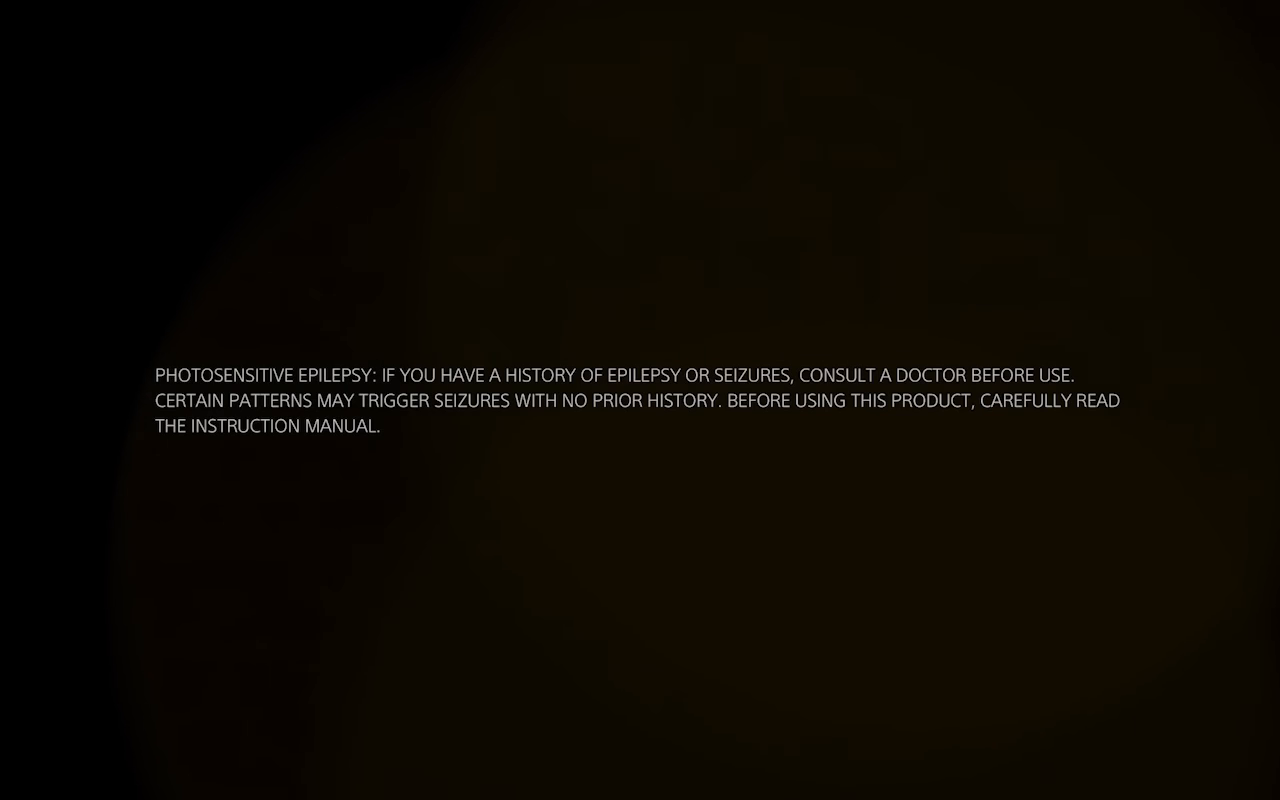 PHOTOSENSITIVE EPILEPSY: IF YOU HAVE A HISTORY OF EPILEPSY OR SEIZURES, CONSULT A DOCTOR BEFORE USE.
CERTAIN PATTERNS MAY TRIGGER SEIZURES WITH NO PRIOR HISTORY. BEFORE USING THIS PRODUCT, CAREFULLY READ
THE INSTRUCTION MANUAL.